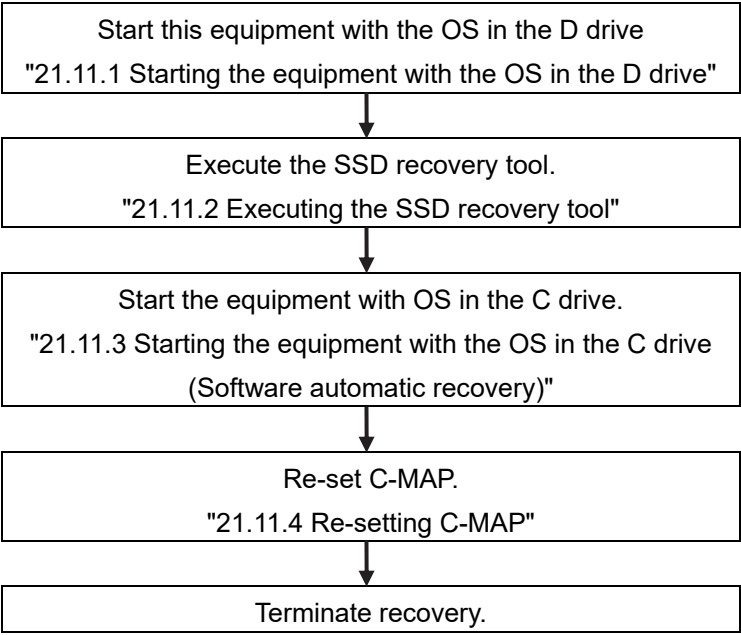 Start this equipment with the OS in the D drive
"21.11.1 Starting the equipment with the OS in the D drive"
Execute the SSD recovery tool.
"21.11.2 Executing the SSD recovery tool"
Start the equipment with OS in the C drive.
"21.11.3 Starting the equipment with the OS in the C drive
(Software automatic recovery)"
Re-set C-MAP.
"21.11.4 Re-setting C-MAP"
Terminate recovery.